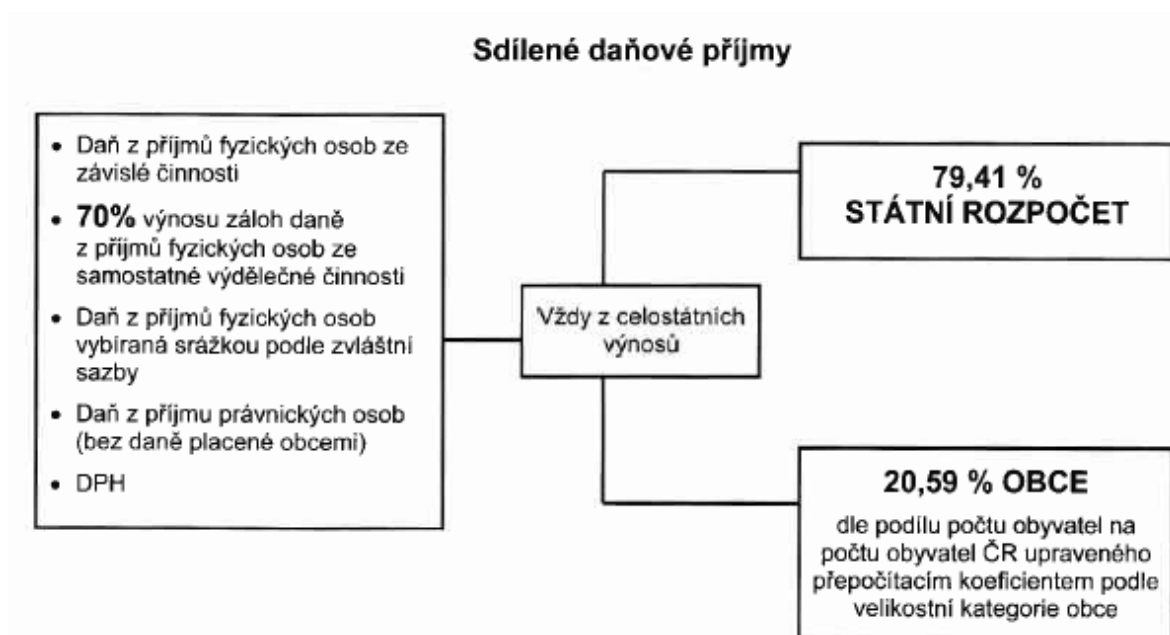 Sdílené daňové příjmy
• Daň z příjmů fyzických osob ze
závislé činnosti
• 70% výnosu záloh daně
z příjmů fyzických osob ze
samostatné výdělečné činnosti
• Daň z příjmů fyzických osob
vybíraná srážkou podle zvláštní
sazby
• Daň z příjmu právnických osob
(bez daně placené obcemi)
• DPH
Vždy z celostátních
výnosů
79,41 %
STÁTNÍ ROZPOČET
20,59 % OBCE
dle podílu počtu obyvatel na
počtu obyvatel ČR upraveného
přepočítacím koeficientem podle
velikostní kategorie obce